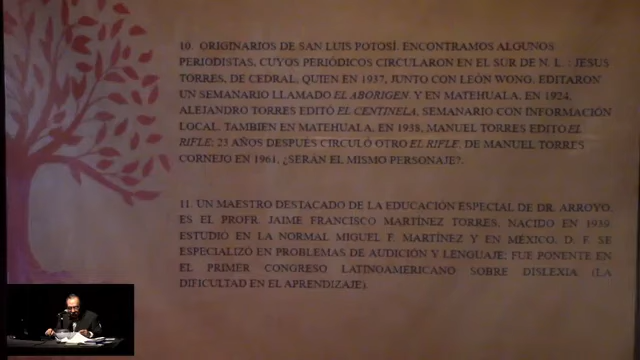 10. ORIGINARIOS DE SAN LUIS POTOSÍ. ENCONTRAMOS ALGUNOS
PERIODISTAS, CUYOS PERIÓDICOS CIRCULARON EN EL SUR DE N. L. : JESUS
TORRES, DE CEDRAL, QUIEN EN 1937, JUNTO CON LEÓN WONG, EDITARON
UN SEMANARIO LLAMADO EL ABORIGEN. Y EN MATEHUALA, EN 1924,
ALEJANDRO TORRES EDITÓ EL CENTINELA, SEMANARIO CON INFORMACIÓN
LOCAL. TAMBIÉN EN MATEHUALA, EN 1938, MANUEL TORRES EDITÓ EL
RIFLE; 23 AÑOS DESPUÉS CIRCULÓ OTRO EL RIFLE, DE MANUEL TORRES
CORNEJO EN 1961. ¿SERÁN EL MISMO PERSONAJE?.
11. UN MAESTRO DESTACADO DE LA EDUCACIÓN ESPECIAL DE DR. ARROYO,
ES EL PROFR. JAIME FRANCISCO MARTÍNEZ TORRES, NACIDO EN 1939.
ESTUDIÓ EN LA NORMAL MIGUEL F. MARTÍNEZ Y EN MÉXICO, D. F. SE
ESPECIALIZÓ EN PROBLEMAS DE AUDICIÓN Y LENGUAJE; FUE PONENTE EN
EL PRIMER CONGRESO LATINOAMERICANO SOBRE DISLEXIA (LA
DIFICULTAD EN EL APRENDIZAJE).